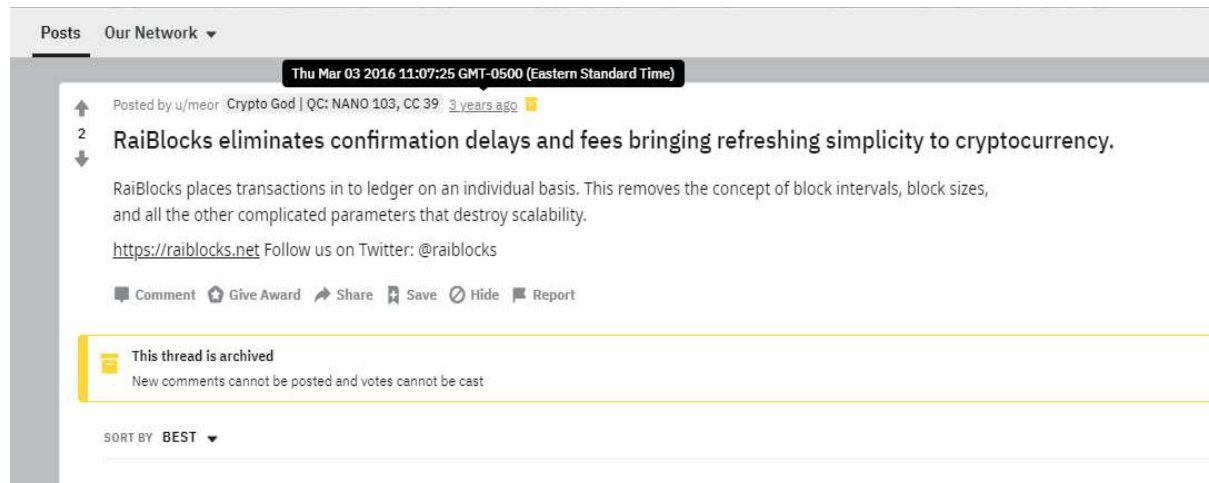 Posts Our Network
Thu Mar 03 2016 11:07:25 GMT-0500 (Eastern Standard Time)
Posted by u/meor Crypto God | QC: NANO 103, CC 39 3 years ago
2
RaiBlocks eliminates confirmation delays and fees bringing refreshing simplicity to cryptocurrency.
RaiBlocks places transactions in to ledger on an individual basis. This removes the concept of block intervals, block sizes,
and all the other complicated parameters that destroy scalability.
https://raiblocks.net Follow us on Twitter: @raiblocks
Comment Give Award Share Save Hide Report
This thread is archived
New comments cannot be posted and votes cannot be cast
SORT BY BEST